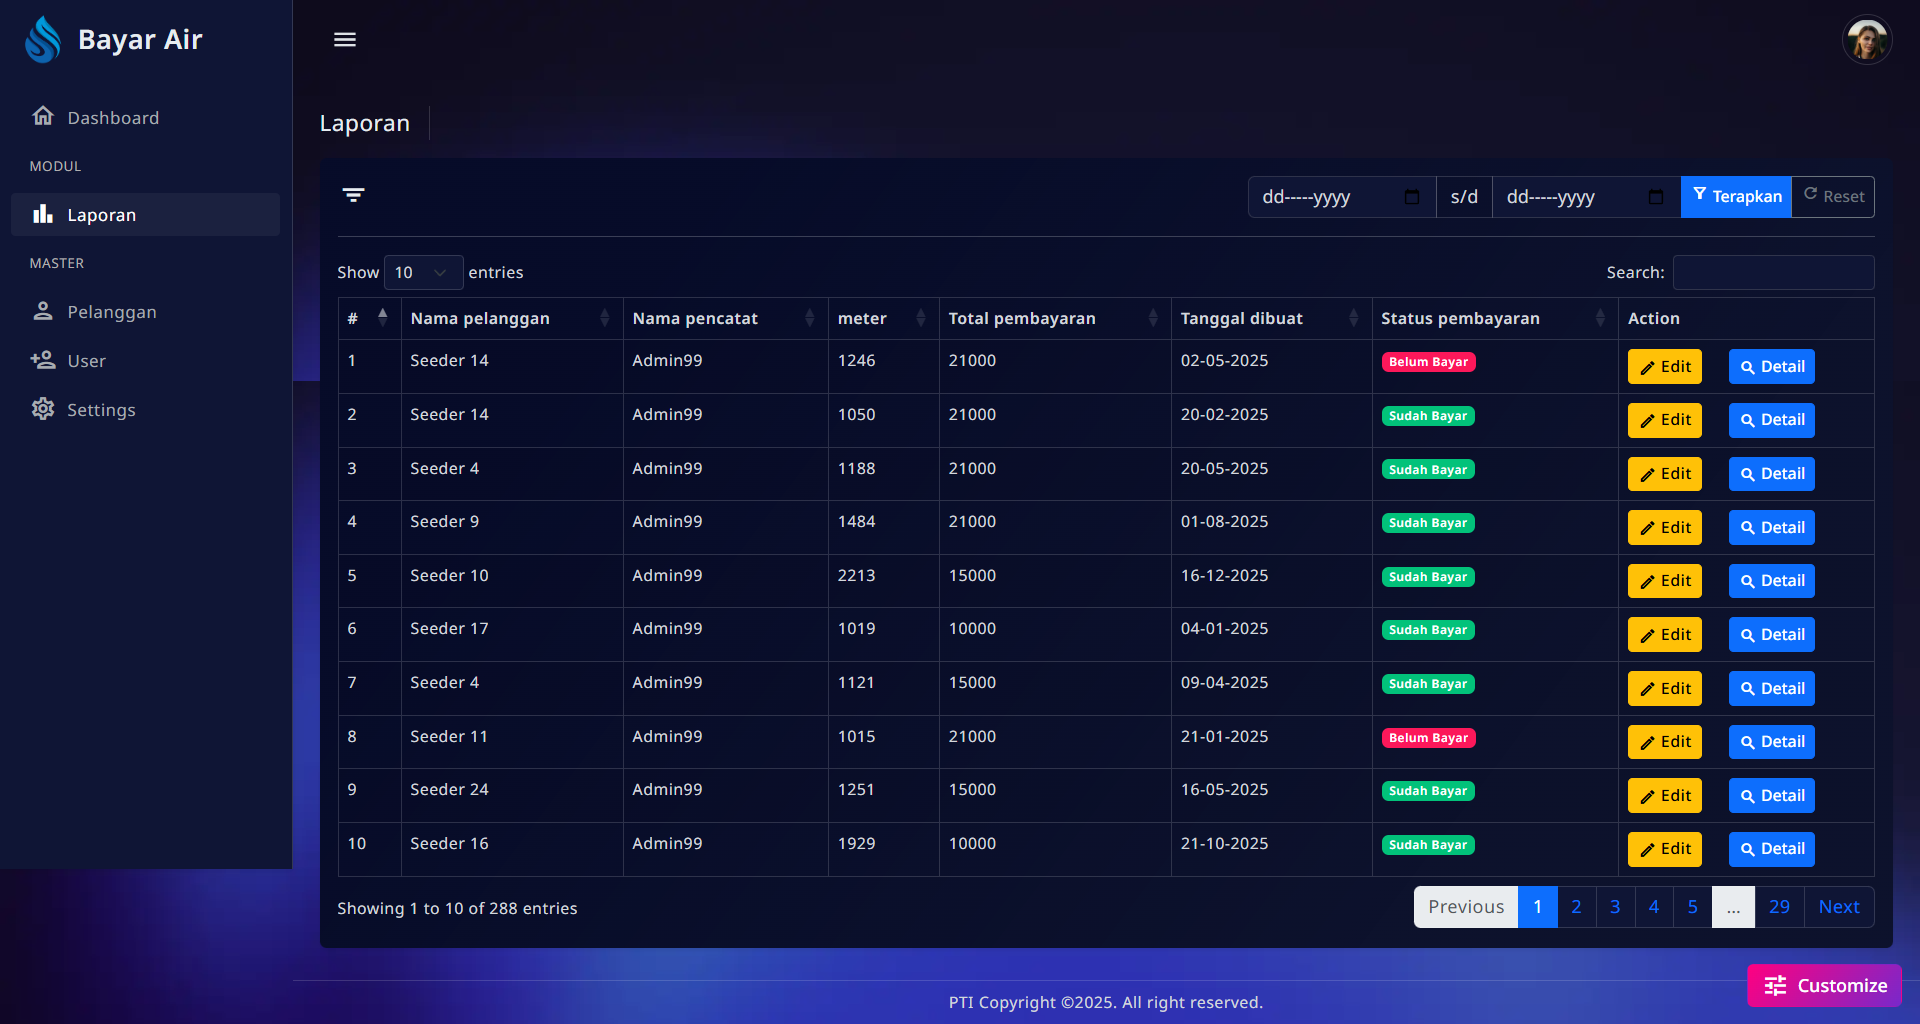 Bayar Air
Dashboard
MODUL
Laporan
MASTER
Pelanggan
User
Settings
Laporan
dd-----yyyy s/d dd-----yyyy Terapkan Reset
Show 10 entries Search:
# Nama pelanggan Nama pencatat meter Total pembayaran Tanggal dibuat Status pembayaran Action
1 Seeder 14 Admin99 1246 21000 02-05-2025 Belum Bayar Edit Detail
2 Seeder 14 Admin99 1050 21000 20-02-2025 Sudah Bayar Edit Detail
3 Seeder 4 Admin99 1188 21000 20-05-2025 Sudah Bayar Edit Detail
4 Seeder 9 Admin99 1484 21000 01-08-2025 Sudah Bayar Edit Detail
5 Seeder 10 Admin99 2213 15000 16-12-2025 Sudah Bayar Edit Detail
6 Seeder 17 Admin99 1019 10000 04-01-2025 Sudah Bayar Edit Detail
7 Seeder 4 Admin99 1121 15000 09-04-2025 Sudah Bayar Edit Detail
8 Seeder 11 Admin99 1015 21000 21-01-2025 Belum Bayar Edit Detail
9 Seeder 24 Admin99 1251 15000 16-05-2025 Sudah Bayar Edit Detail
10 Seeder 16 Admin99 1929 10000 21-10-2025 Sudah Bayar Edit Detail
Showing 1 to 10 of 288 entries Previous 1 2 3 4 5 … 29 Next
Customize
PTI Copyright ©2025. All right reserved.